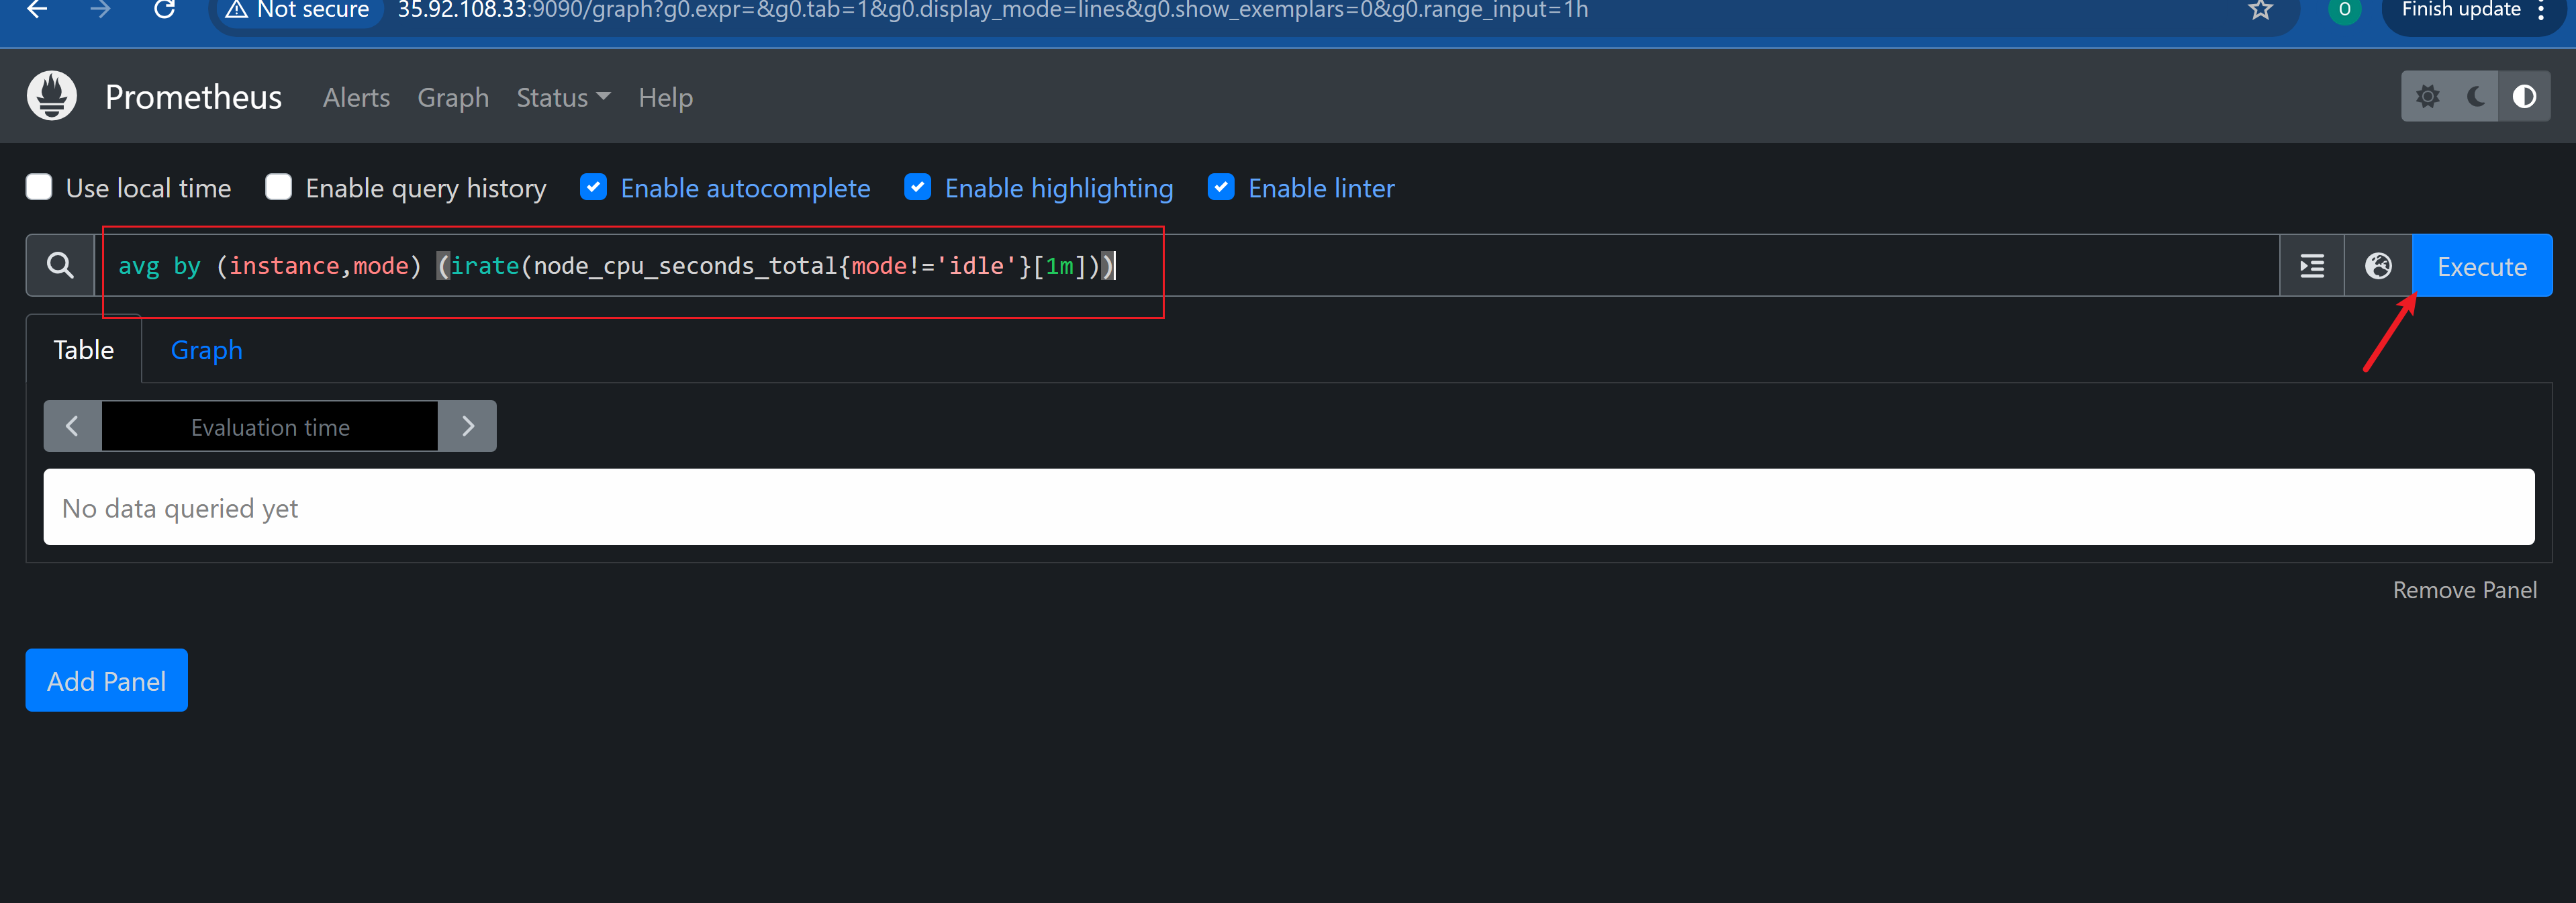 Not secure 35.92.108.33:9090/graph?g0.expr=&g0.tab=1&g0.display_mode=lines&g0.show_exemplars=0&g0.range_input=1h 0 Finish update
Prometheus Alerts Graph Status Help
Use local time Enable query history Enable autocomplete Enable highlighting Enable linter
avg by (instance,mode) (irate(node_cpu_seconds_total{mode!='idle'}[1m])) Execute
Table Graph
Evaluation time
No data queried yet
Remove Panel
Add Panel